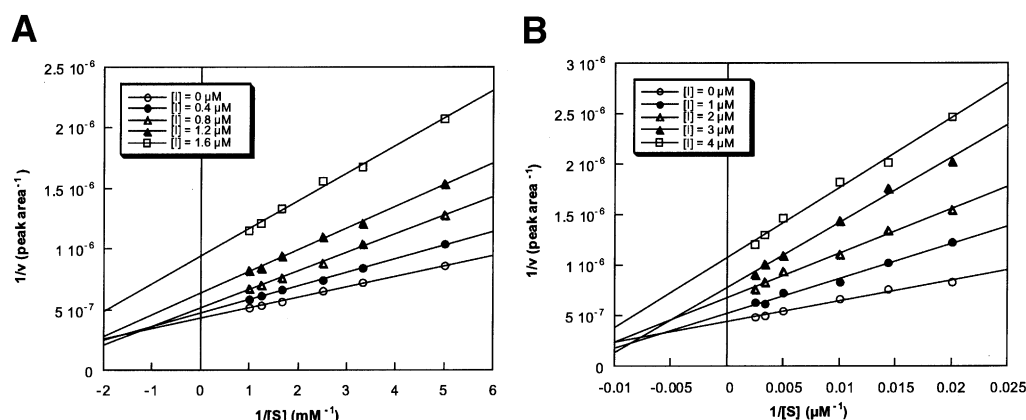 A
B
2.5 10-6
2 10-6
1.5 10-6
1 10-6
5 10-7
0
1/v (peak area-1)
[I] = 0 µM
[I] = 0.4 µM
[I] = 0.8 µM
[I] = 1.2 µM
[I] = 1.6 µM
-2 -1 0 1 2 3 4 5 6
1/[S] (mM-1)
3 10-6
2.5 10-6
2 10-6
1.5 10-6
1 10-6
5 10-7
0
1/v (peak area -1)
[I] = 0 µM
[I] = 1 µM
[I] = 2 µM
[I] = 3 µM
[I] = 4 µM
-0.01 -0.005 0 0.005 0.01 0.015 0.02 0.025
1/[S] (µM-1)